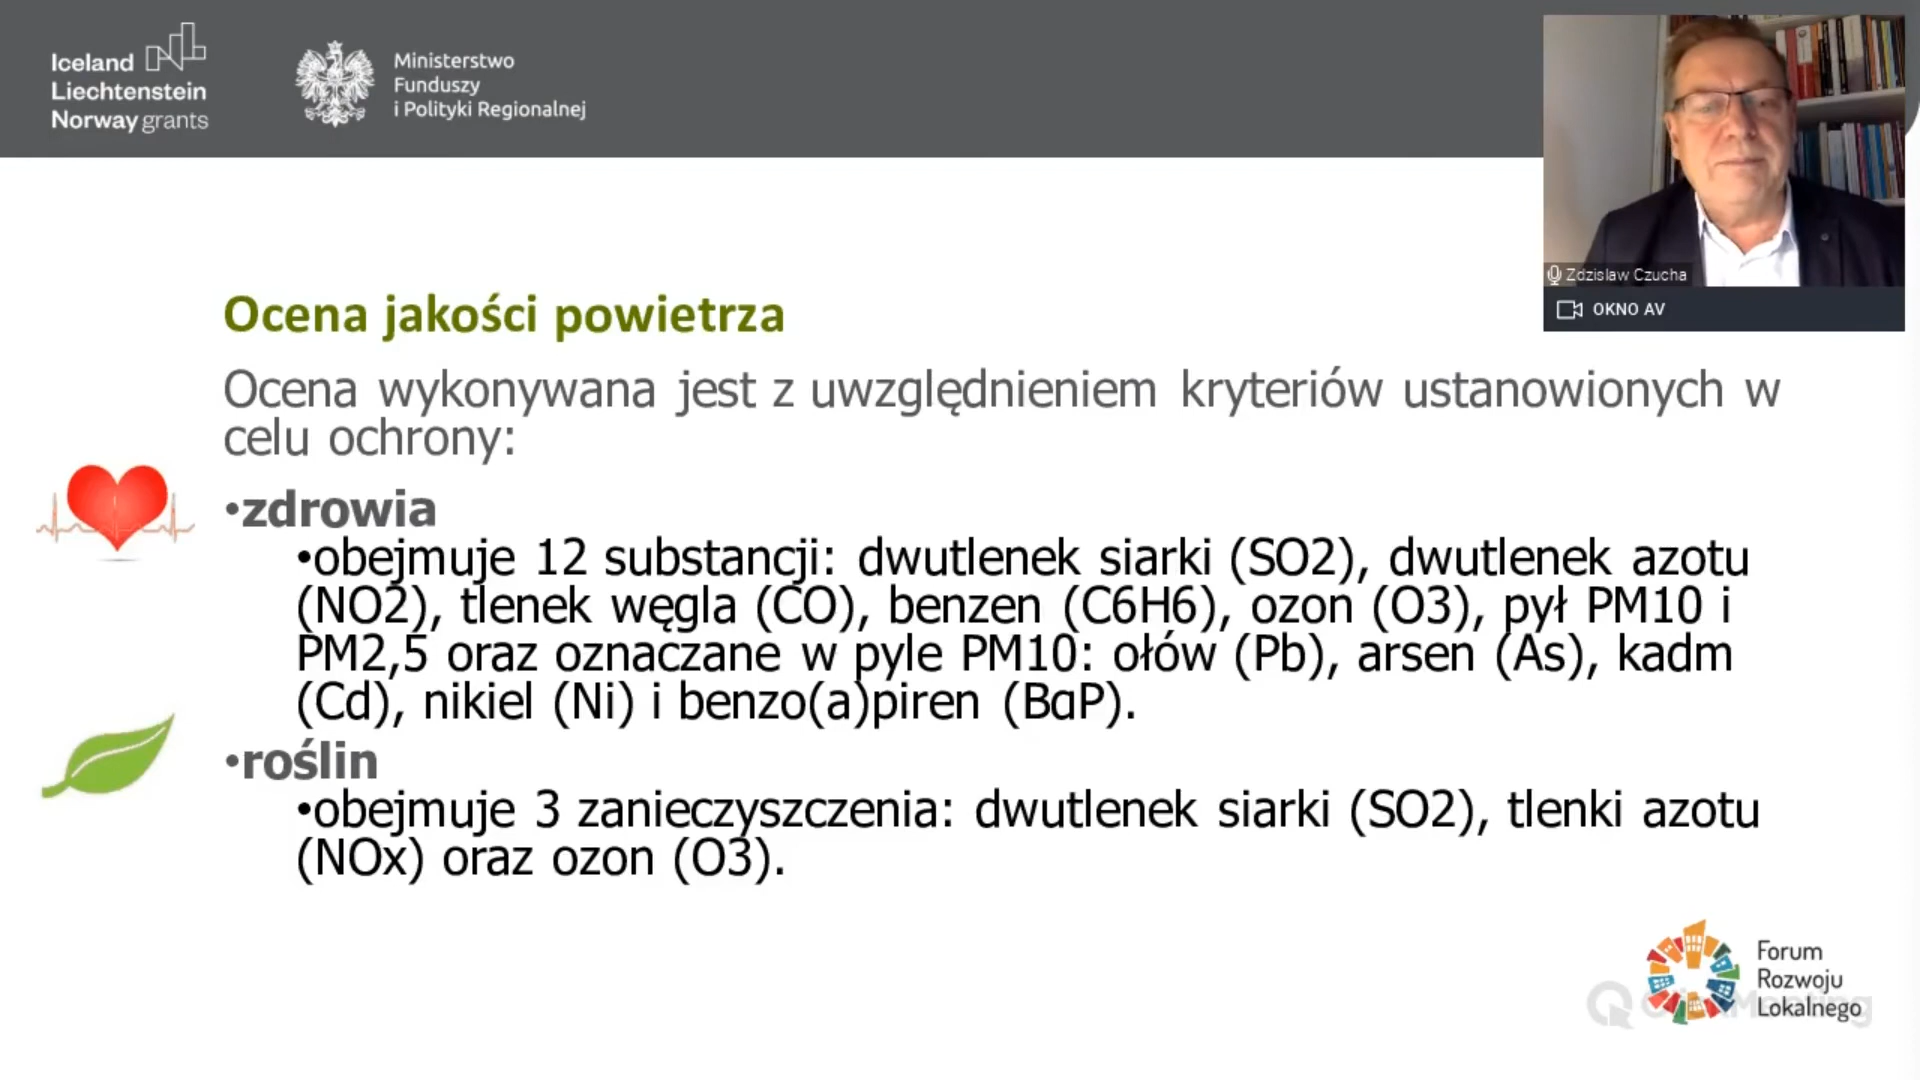 Iceland
Liechtenstein
Norway grants
Ministerstwo
Funduszy
i Polityki Regionalnej
Zdzislaw Czucha
OKNO AV
Ocena jakości powietrza
Ocena wykonywana jest z uwzględnieniem kryteriów ustanowionych w
celu ochrony:
•zdrowia
•obejmuje 12 substancji: dwutlenek siarki (SO2), dwutlenek azotu
(NO2), tlenek węgla (CO), benzen (C6H6), ozon (O3), pył PM10 i
PM2,5 oraz oznaczane w pyle PM10: ołów (Pb), arsen (As), kadm
(Cd), nikiel (Ni) i benzo(a)piren (BaP).
•roślin
•obejmuje 3 zanieczyszczenia: dwutlenek siarki (SO2), tlenki azotu
(NOx) oraz ozon (O3).
Forum
Rozwoju
Lokalnego